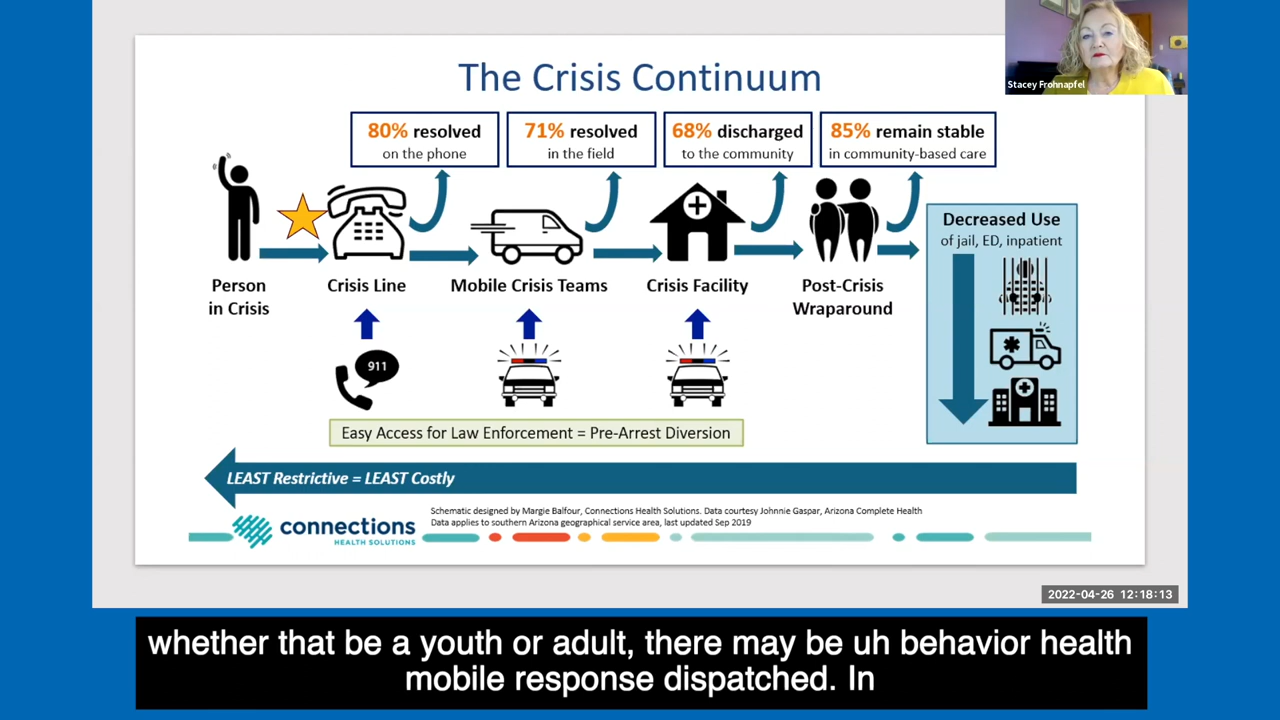 The Crisis Continuum
Stacey Frohnapfel
80% resolved
on the phone
71% resolved
in the field
68% discharged
to the community
85% remain stable
in community-based care
Person
in Crisis
Crisis Line
Mobile Crisis Teams
Crisis Facility
Post-Crisis
Wraparound
Decreased Use
of jail, ED, inpatient
911
Easy Access for Law Enforcement = Pre-Arrest Diversion
LEAST Restrictive = LEAST Costly
connections
HEALTH SOLUTIONS
Schematic designed by Margie Balfour, Connections Health Solutions. Data courtesy Johnnie Gaspar, Arizona Complete Health
Data applies to southern Arizona geographical service area, last updated Sep 2019
2022-04-26 12:18:13
whether that be a youth or adult, there may be uh behavior health
mobile response dispatched. In